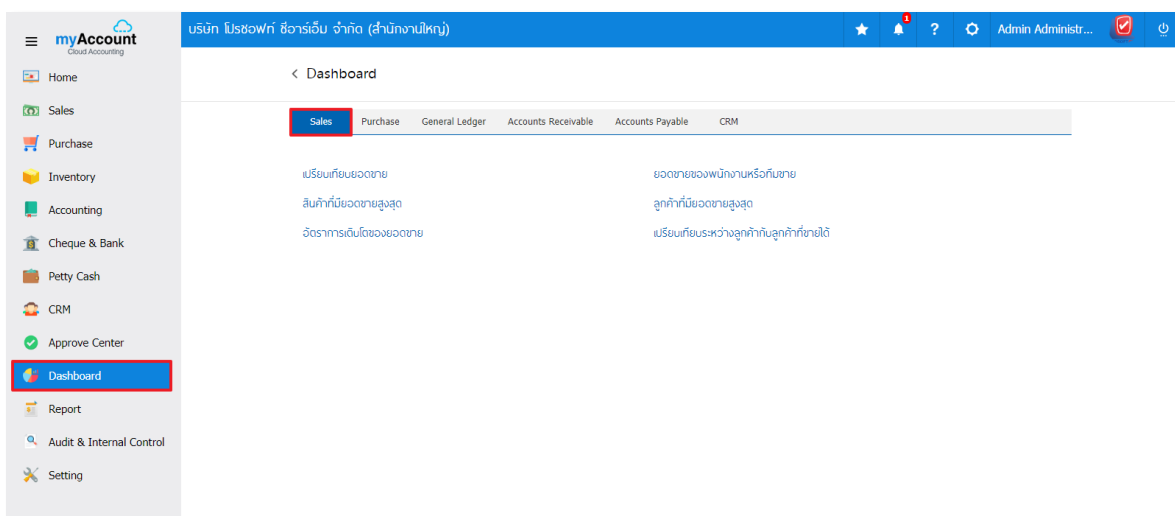 myAccount
Cloud Accounting
บริษัท โปรซอฟท์ ซีอาร์เอ็ม จำกัด (สำนักงานใหญ่)
1
?
Admin Administr...
Home
Sales
Purchase
Inventory
Accounting
Cheque & Bank
Petty Cash
CRM
Approve Center
Dashboard
Report
Audit & Internal Control
Setting
< Dashboard
Sales Purchase General Ledger Accounts Receivable Accounts Payable CRM
เปรียบเทียบยอดขาย
ยอดขายของพนักงานหรือทีมขาย
สินค้าที่มียอดขายสูงสุด
ลูกค้าที่มียอดขายสูงสุด
อัตราการเติบโตของยอดขาย
เปรียบเทียบระหว่างลูกค้ากับลูกค้าที่ขายได้